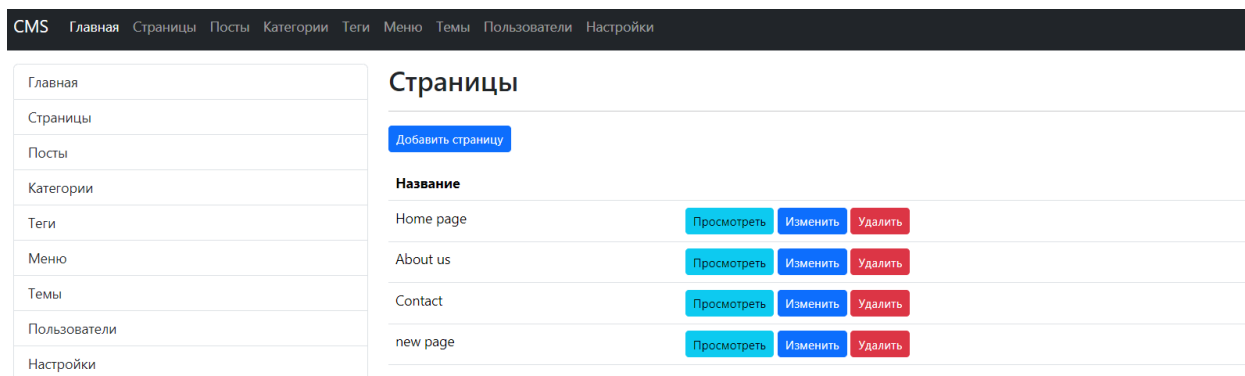 CMS Главная Страницы Посты Категории Теги Меню Темы Пользователи Настройки
Главная
Страницы
Посты
Категории
Теги
Меню
Темы
Пользователи
Настройки
Страницы
Добавить страницу
Название
Home page Просмотреть Изменить Удалить
About us Просмотреть Изменить Удалить
Contact Просмотреть Изменить Удалить
new page Просмотреть Изменить Удалить